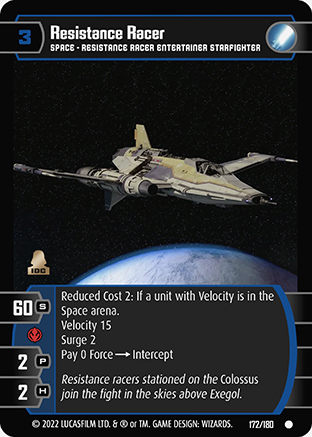 3
Resistance Racer
SPACE - RESISTANCE RACER ENTERTAINER STARFIGHTER
IDC
60 S
2 P
2 H
Reduced Cost 2: If a unit with Velocity is in the
Space arena.
Velocity 15
Surge 2
Pay 0 Force → Intercept
Resistance racers stationed on the Colossus
join the fight in the skies above Exegol.
© 2022 LUCASFILM LTD. & ® or TM. GAME DESIGN: WIZARDS.
172/180